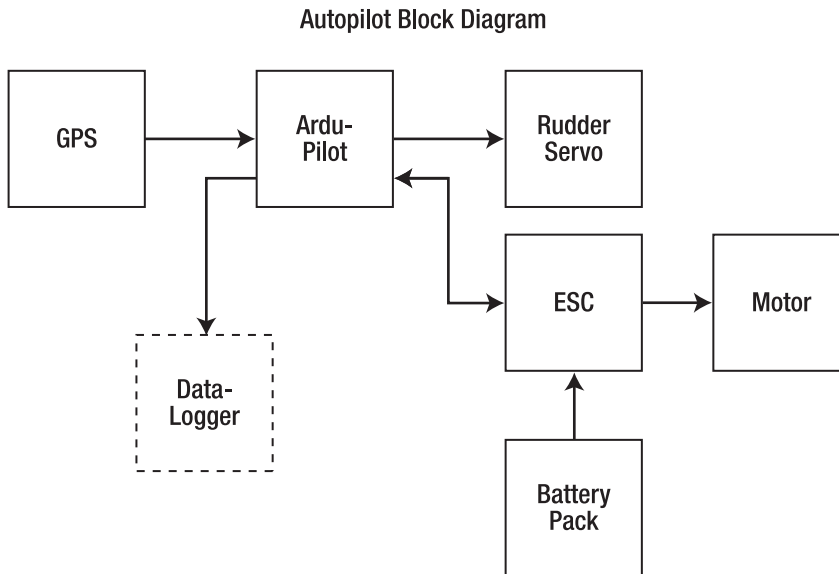 Autopilot Block Diagram
GPS
Ardu-
Pilot
Rudder
Servo
ESC
Motor
Data-
Logger
Battery
Pack